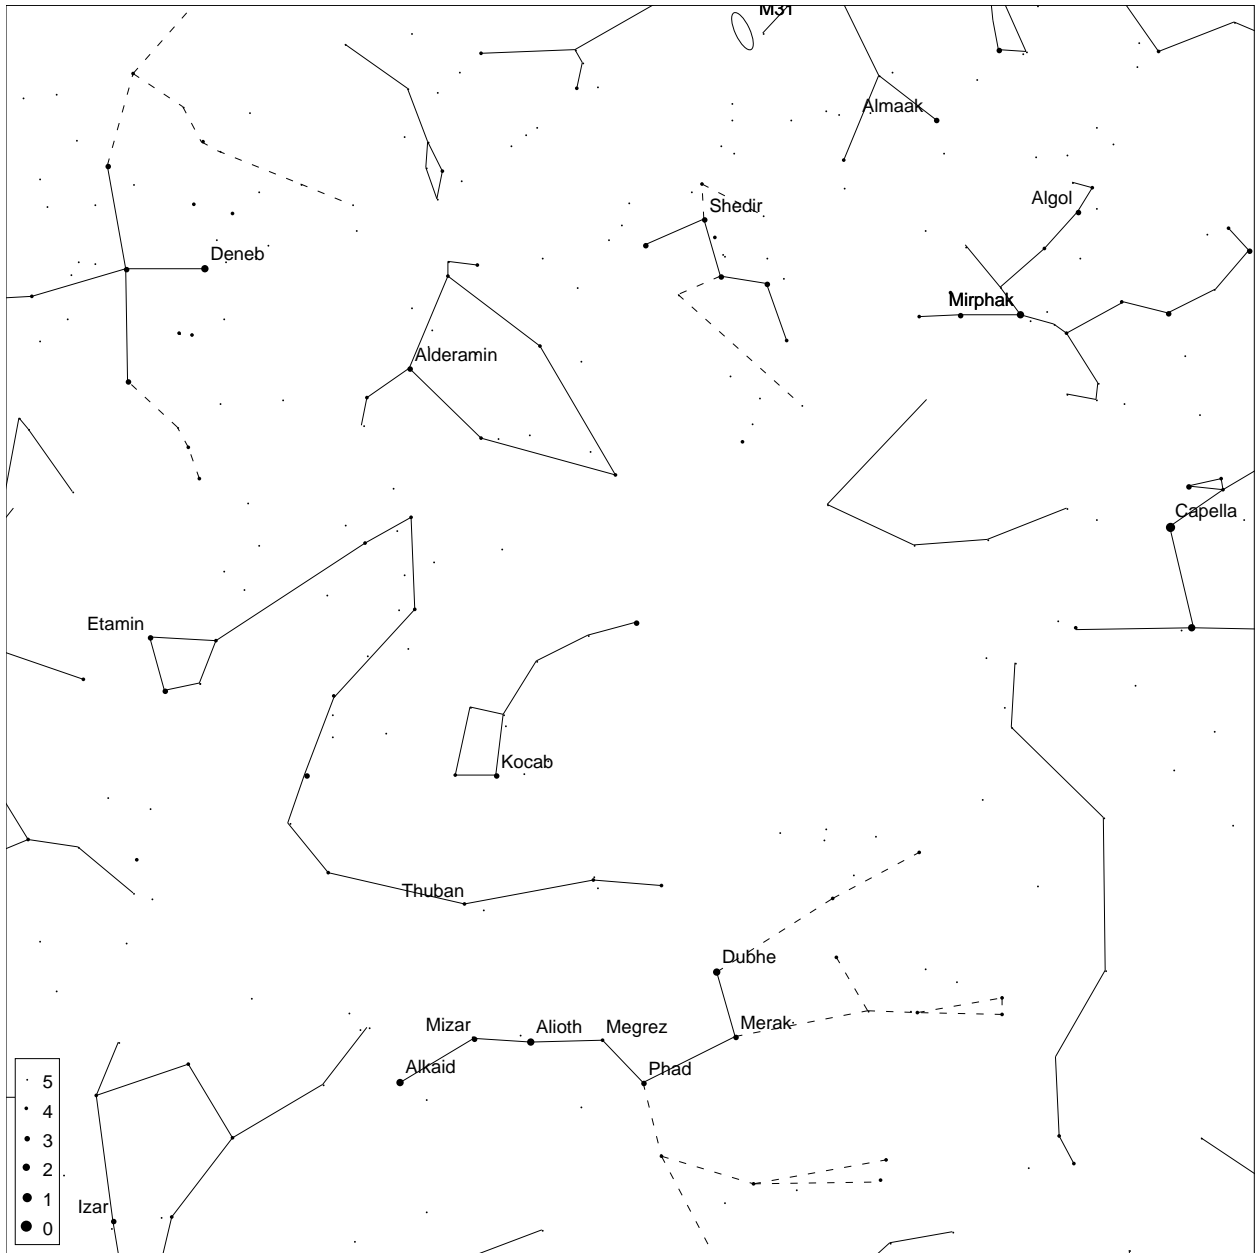 M31
Almaak
Shedir
Algol
Deneb
Mirphak
Alderamin
Capella
Etamin
Kocab
Thuban
Dubhe
Mizar
Alioth
Megrez
Merak
Alkaid
Phad
Izar
5
4
3
2
1
0